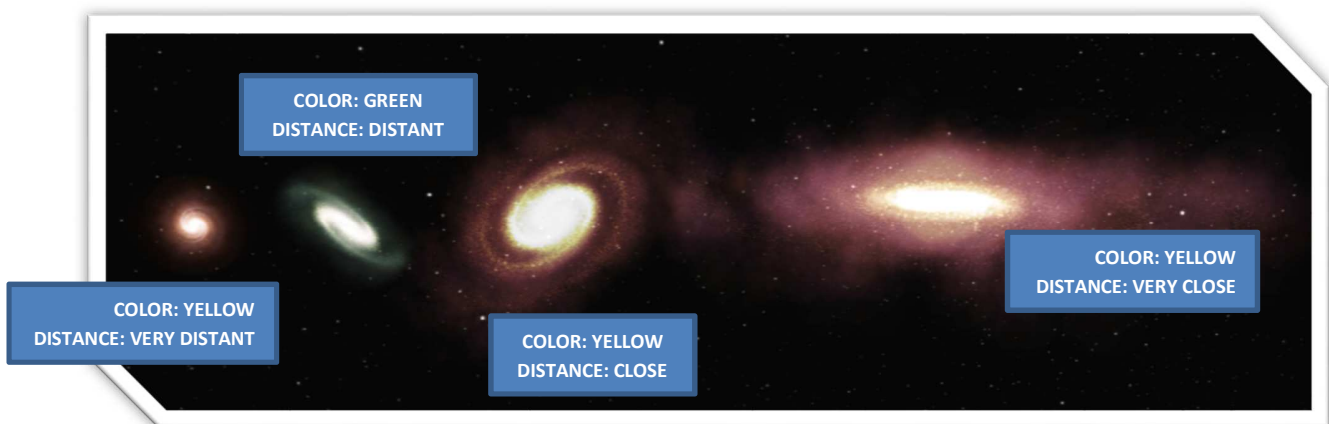 COLOR: GREEN
DISTANCE: DISTANT
COLOR: YELLOW
DISTANCE: VERY CLOSE
COLOR: YELLOW
DISTANCE: VERY DISTANT
COLOR: YELLOW
DISTANCE: CLOSE